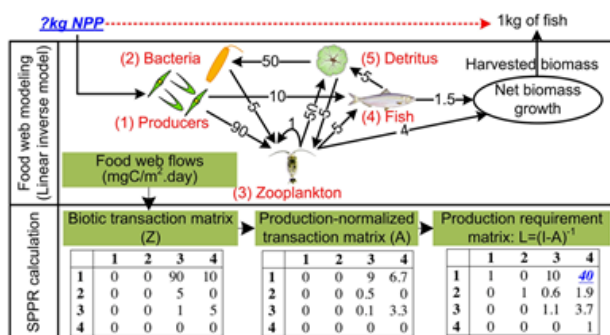 ?kg NPP
1kg of fish
Food web modeling
(Linear inverse model)
(2) Bacteria
(5) Detritus
50
5
Harvested biomass
10
1.5
Net biomass
growth
(1) Producers
(4) Fish
90
5
1
50
5
5
4
Food web flows
(mgC/m².day)
(3) Zooplankton
SPPR calculation
Biotic transaction matrix
(Z)
Production-normalized
transaction matrix (A)
Production requirement
matrix: L=(I-A)⁻¹
1 2 3 4
1 0 0 90 10
2 0 0 5 0
3 0 0 1 5
4 0 0 0 0
1 2 3 4
1 0 0 9 6.7
2 0 0 0.5 0
3 0 0 0.1 3.3
4 0 0 0 0
1 2 3 4
1 1 0 10 40
2 0 1 0.6 1.9
3 0 0 1.1 3.7
4 0 0 0 1